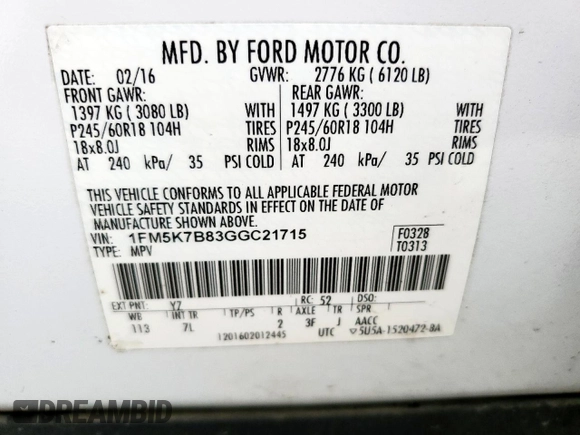 MFD. BY FORD MOTOR CO.
DATE: 02/16 GVWR: 2776 KG ( 6120 LB)
FRONT GAWR: REAR GAWR:
1397 KG ( 3080 LB) WITH 1497 KG ( 3300 LB) WITH
P245/60R18 104H TIRES P245/60R18 104H TIRES
18x8.0J RIMS 18x8.0J RIMS
AT 240 kPa/ 35 PSI COLD AT 240 kPa/ 35 PSI COLD
THIS VEHICLE CONFORMS TO ALL APPLICABLE FEDERAL MOTOR
VEHICLE SAFETY STANDARDS IN EFFECT ON THE DATE OF
MANUFACTURE SHOWN ABOVE.
VIN: 1FM5K7B83GGC21715 F0328
TYPE: MPV T0313
EXT PNT: Y7 RC: 52 DSO:
WB INT TR TP/PS R AXLE TR SPR
113 7L 2 3F J AACC
1201602012445 UTC ▽5U5A-1520472-BA
DREAMBID